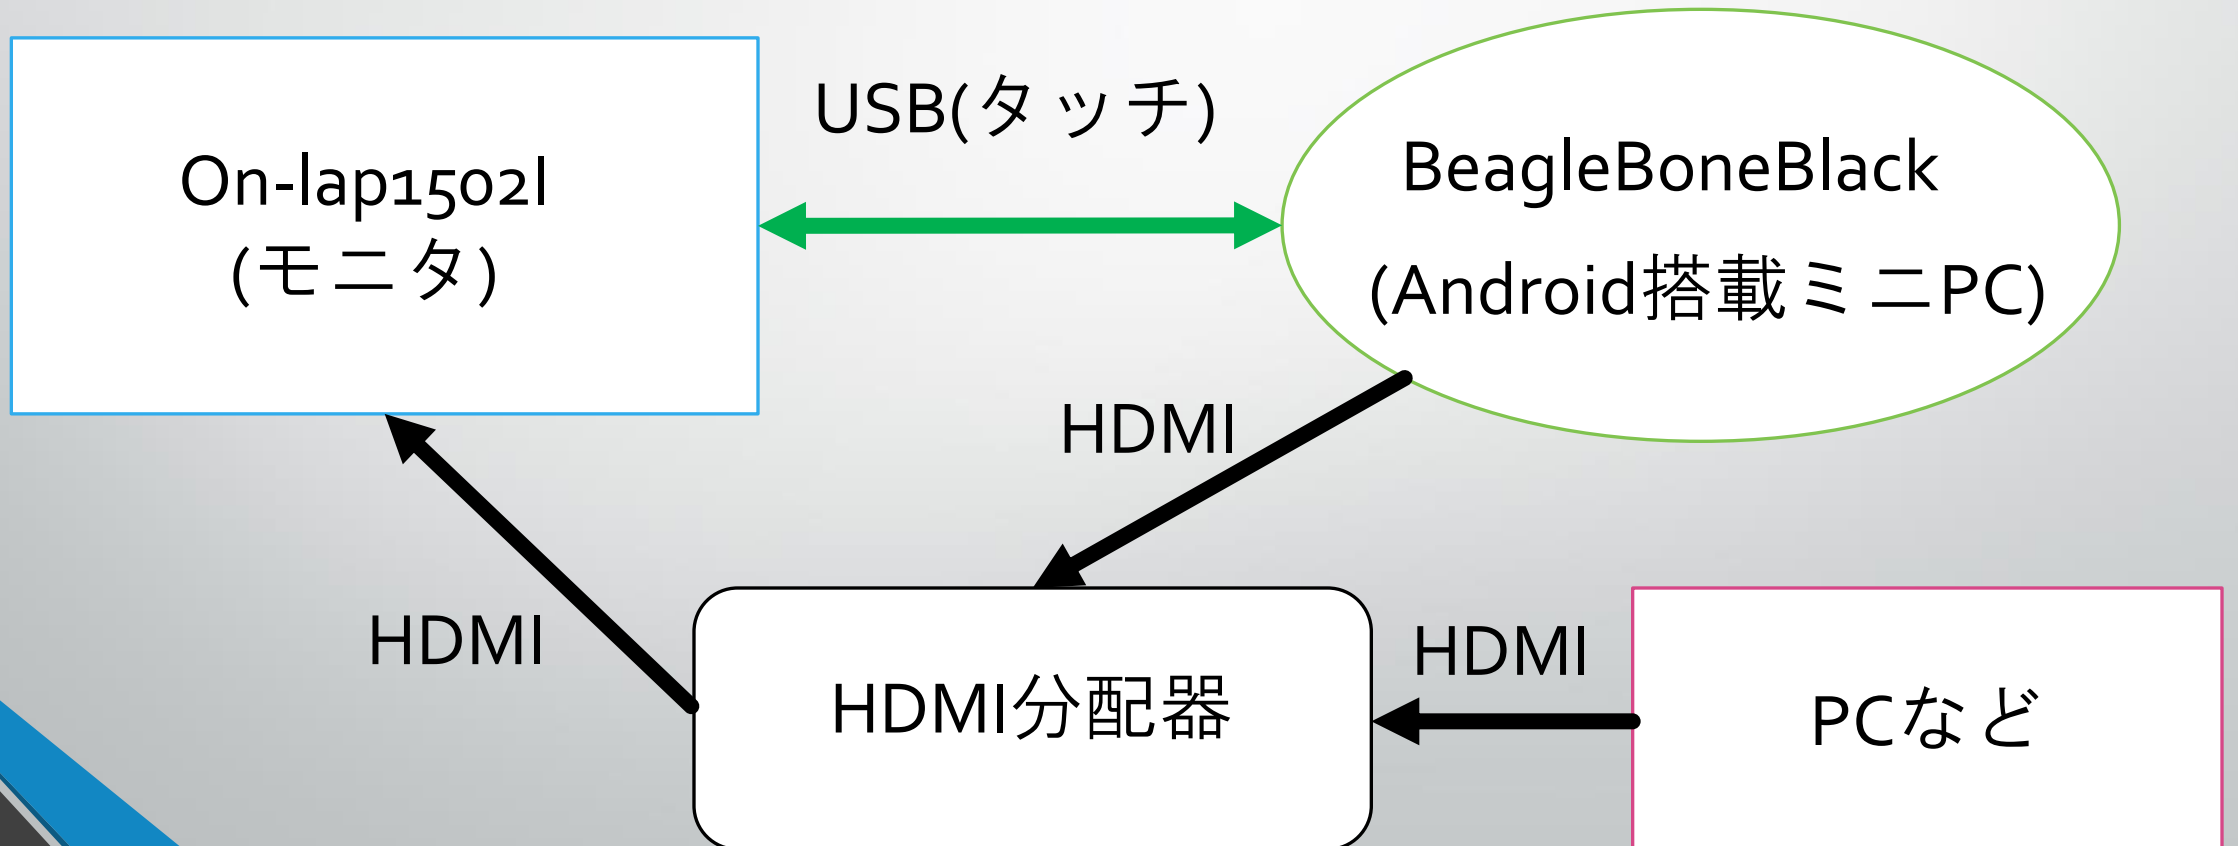 On-lap1502I
(モニタ)
USB(タッチ)
BeagleBoneBlack
(Android搭載ミニPC)
HDMI
HDMI
HDMI分配器
HDMI
PCなど